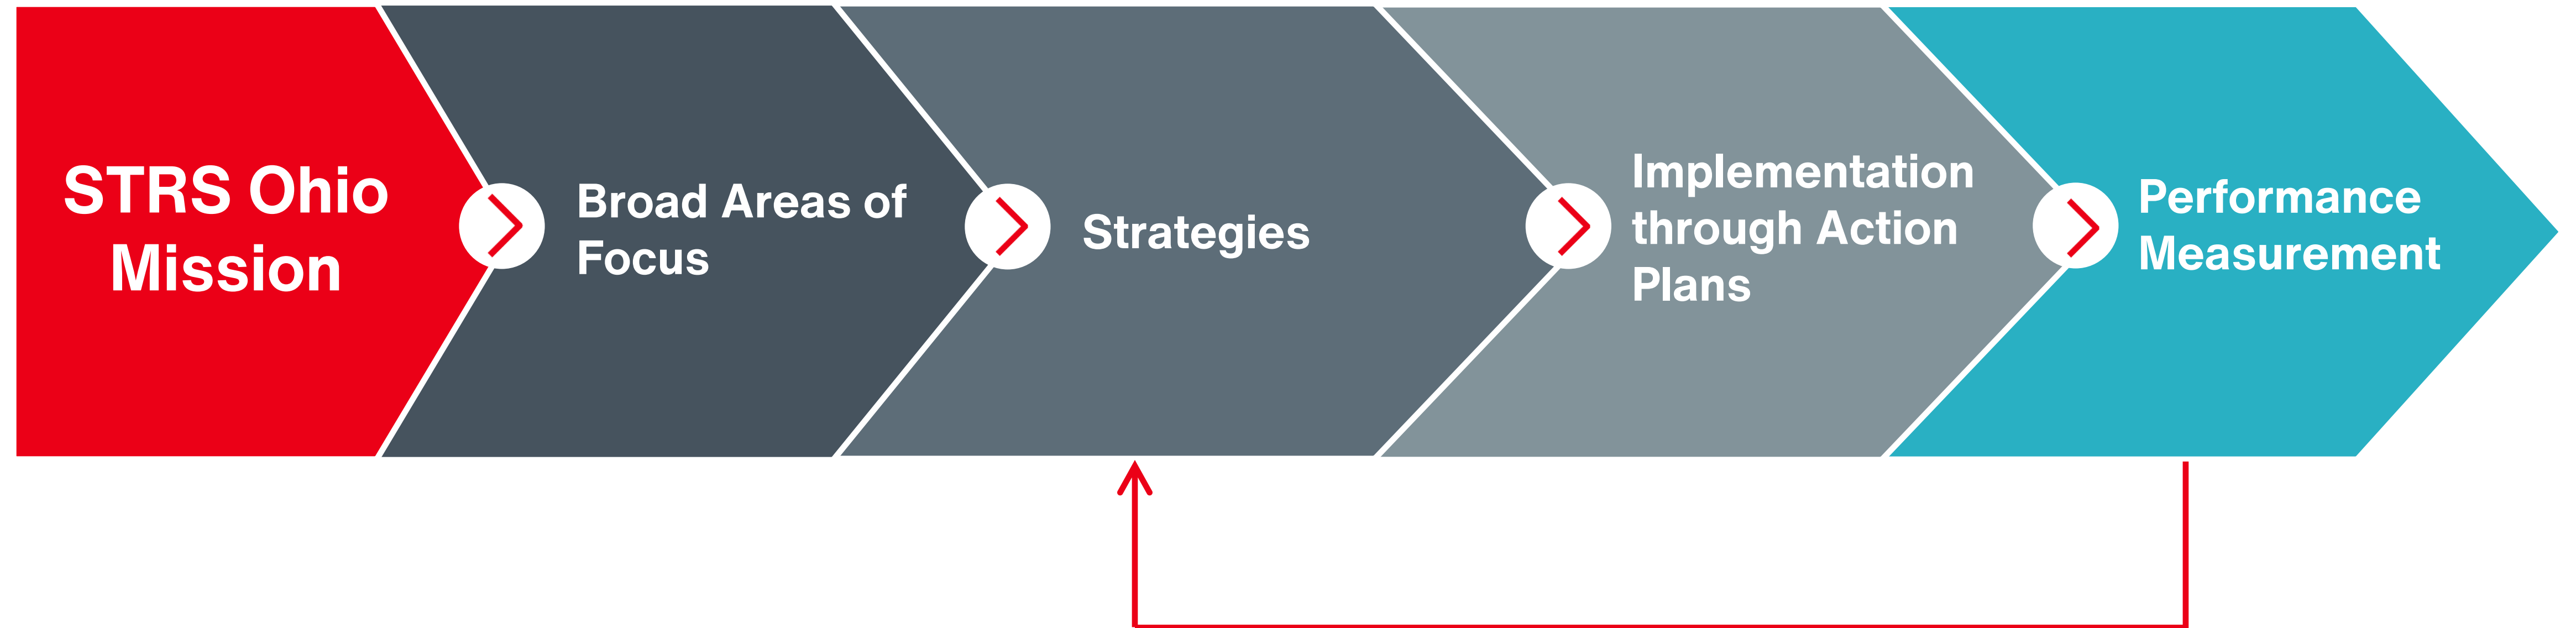 STRS Ohio
Mission
Broad Areas of
Focus
Strategies
Implementation
through Action
Plans
Performance
Measurement